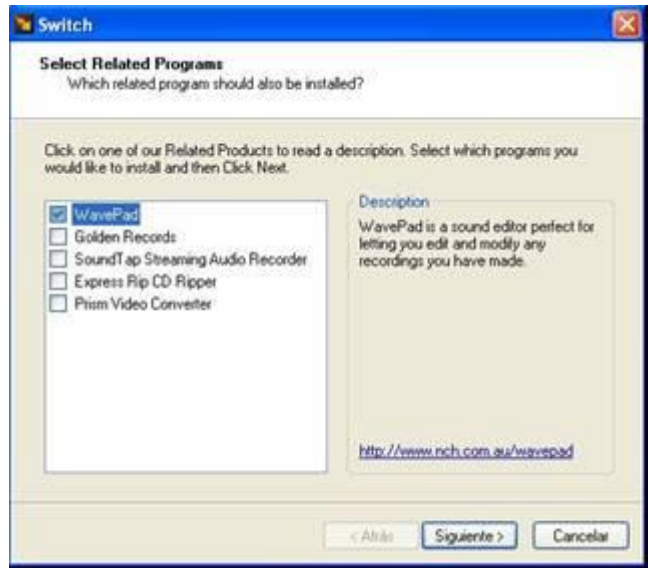 Switch
Select Related Programs
Which related program should also be installed?
Click on one of our Related Products to read a description. Select which programs you
would like to install and then Click Next.
WavePad
Golden Records
SoundTap Streaming Audio Recorder
Express Rip CD Ripper
Prism Video Converter
Description
WavePad is a sound editor perfect for
letting you edit and modify any
recordings you have made.
http://www.nch.com.au/wavepad
< Atrás
Siguiente >
Cancelar